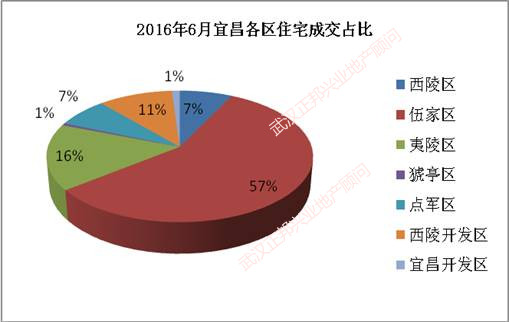 2016年6月宜昌各区住宅成交占比
1%
7%
7%
11%
1%
16%
57%
西陵区
伍家区
夷陵区
猇亭区
点军区
西陵开发区
宜昌开发区
武汉正邦兴业地产顾问
武汉正邦兴业地产顾问